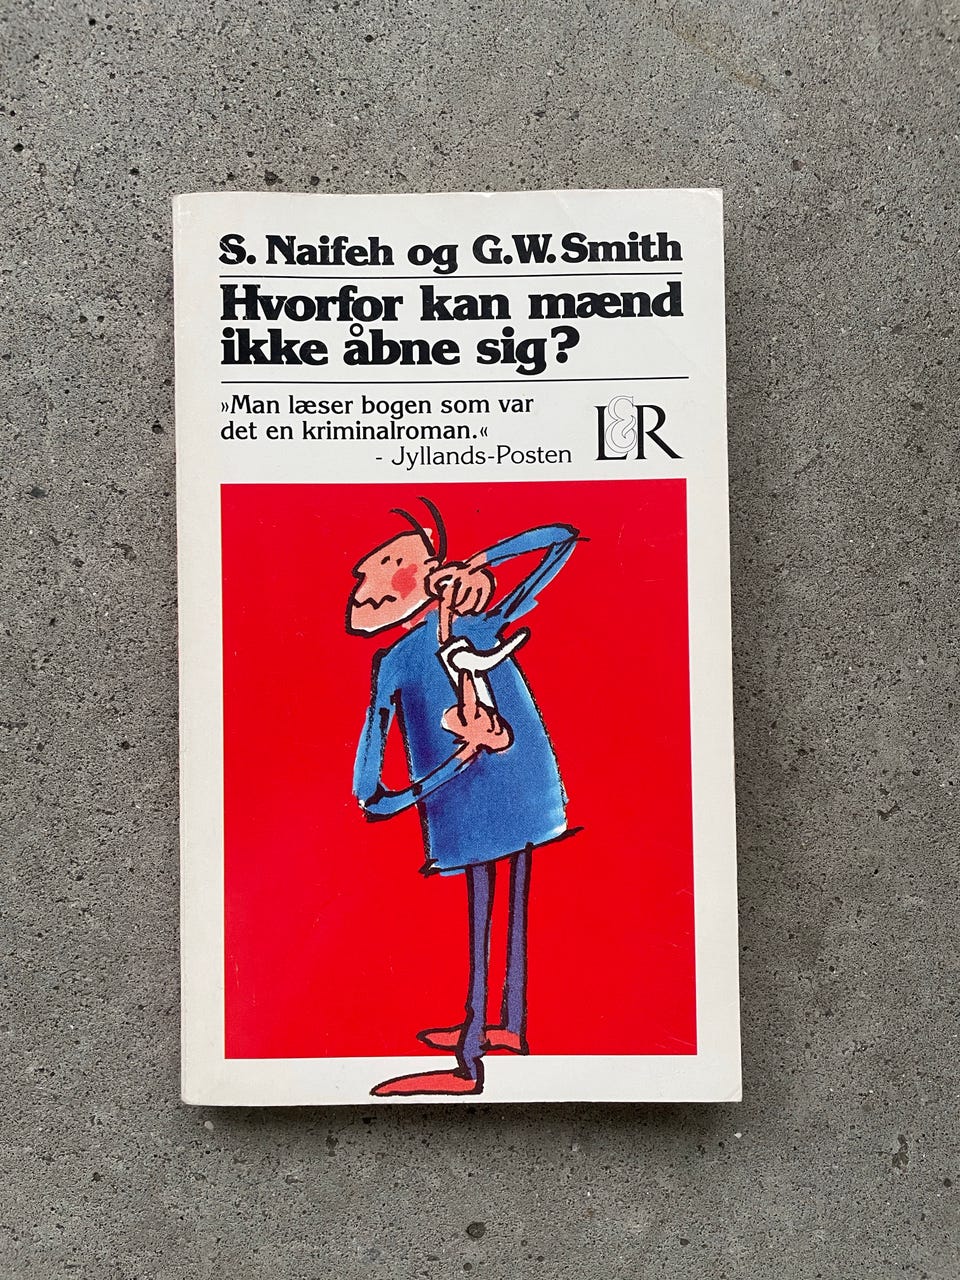 S. Naifeh og G.W. Smith
Hvorfor kan mænd
ikke åbne sig?
»Man læser bogen som var
det en kriminalroman.«
- Jyllands-Posten
L&R